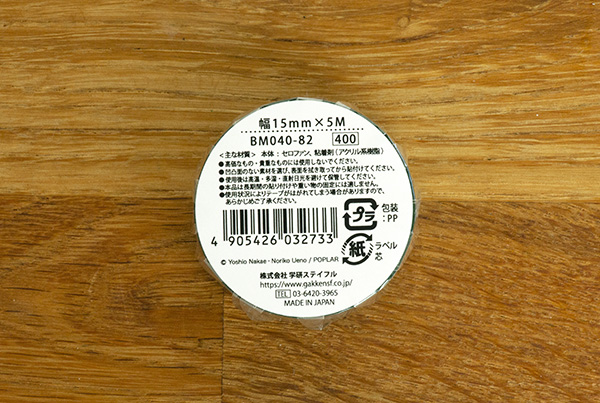 幅15mm×5M
BM040-82 400
<主な材質> 本体：セロファン、粘着剤（アクリル系樹脂）
●高価なもの・貴重なものには使用しないでください。
●凹凸面のない素材を選び、表面を拭き取ってから貼付けてください。
●使用後は高温・多湿・直射日光を避けて保管してください。
●本品は長期間の貼り付けや重い物の固定には適しません。
●使用状況によりテープがはがれてしまう場合がありますので、
あらかじめご了承ください。
4 905426 032733
プラ 包装
:PP
紙 ラベル
芯
© Yoshio Nakae・Noriko Ueno / POPLAR
株式会社 学研ステイフル
https://www.gakkensf.co.jp/
TEL 03-6420-3965
MADE IN JAPAN